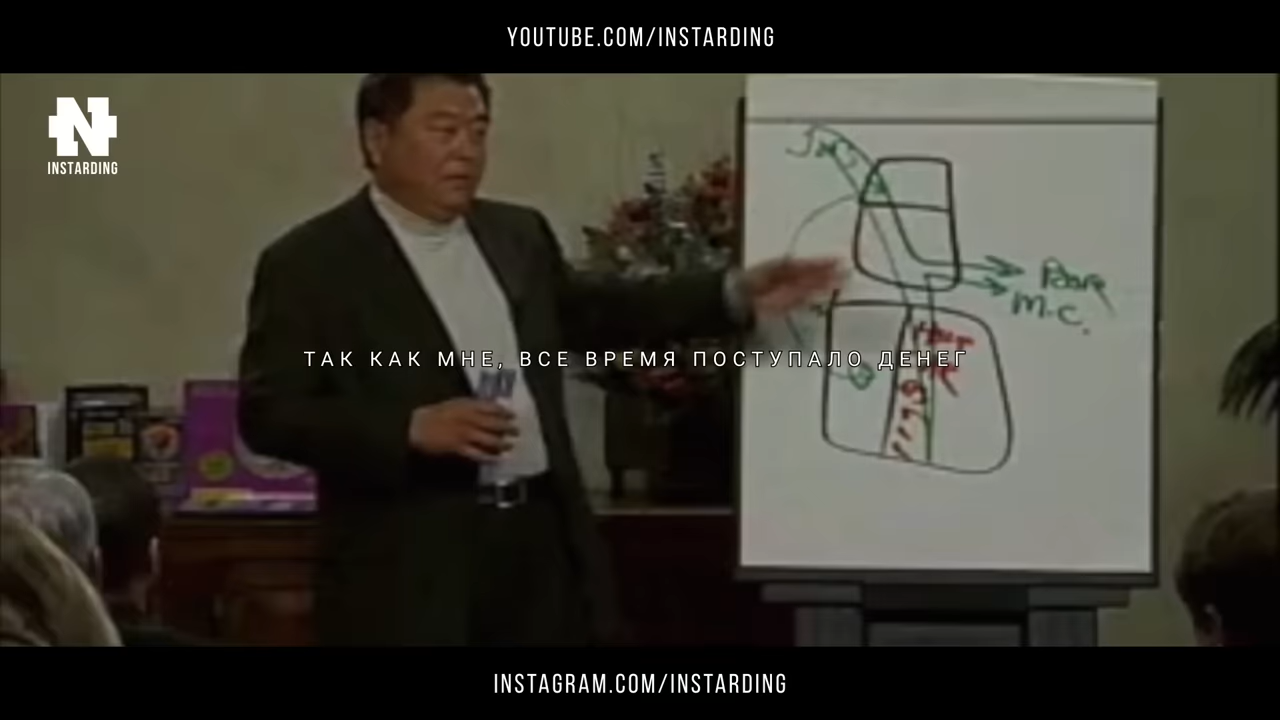 YOUTUBE.COM/INSTARDING
N
INSTARDING
ТАК КАК МНЕ, ВСЕ ВРЕМЯ ПОСТУПАЛО ДЕНЕГ
M.C.
INSTAGRAM.COM/INSTARDING